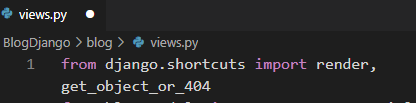 views.py
BlogDjango > blog > views.py
1 from django.shortcuts import render,
get_object_or_404